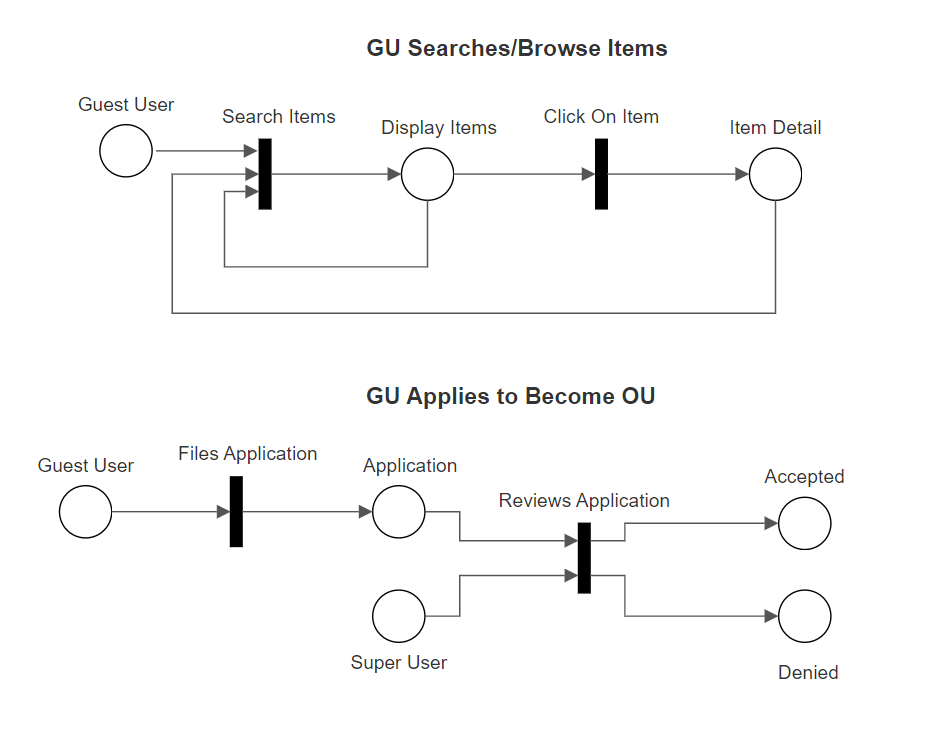 GU Searches/Browse Items
Guest User
Search Items
Display Items
Click On Item
Item Detail
GU Applies to Become OU
Guest User
Files Application
Application
Reviews Application
Accepted
Super User
Denied